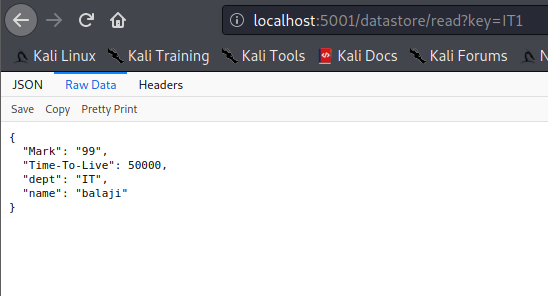 localhost:5001/datastore/read?key=IT1
Kali Linux Kali Training Kali Tools Kali Docs Kali Forums N
JSON Raw Data Headers
Save Copy Pretty Print
{
"Mark": "99",
"Time-To-Live": 50000,
"dept": "IT",
"name": "balaji"
}